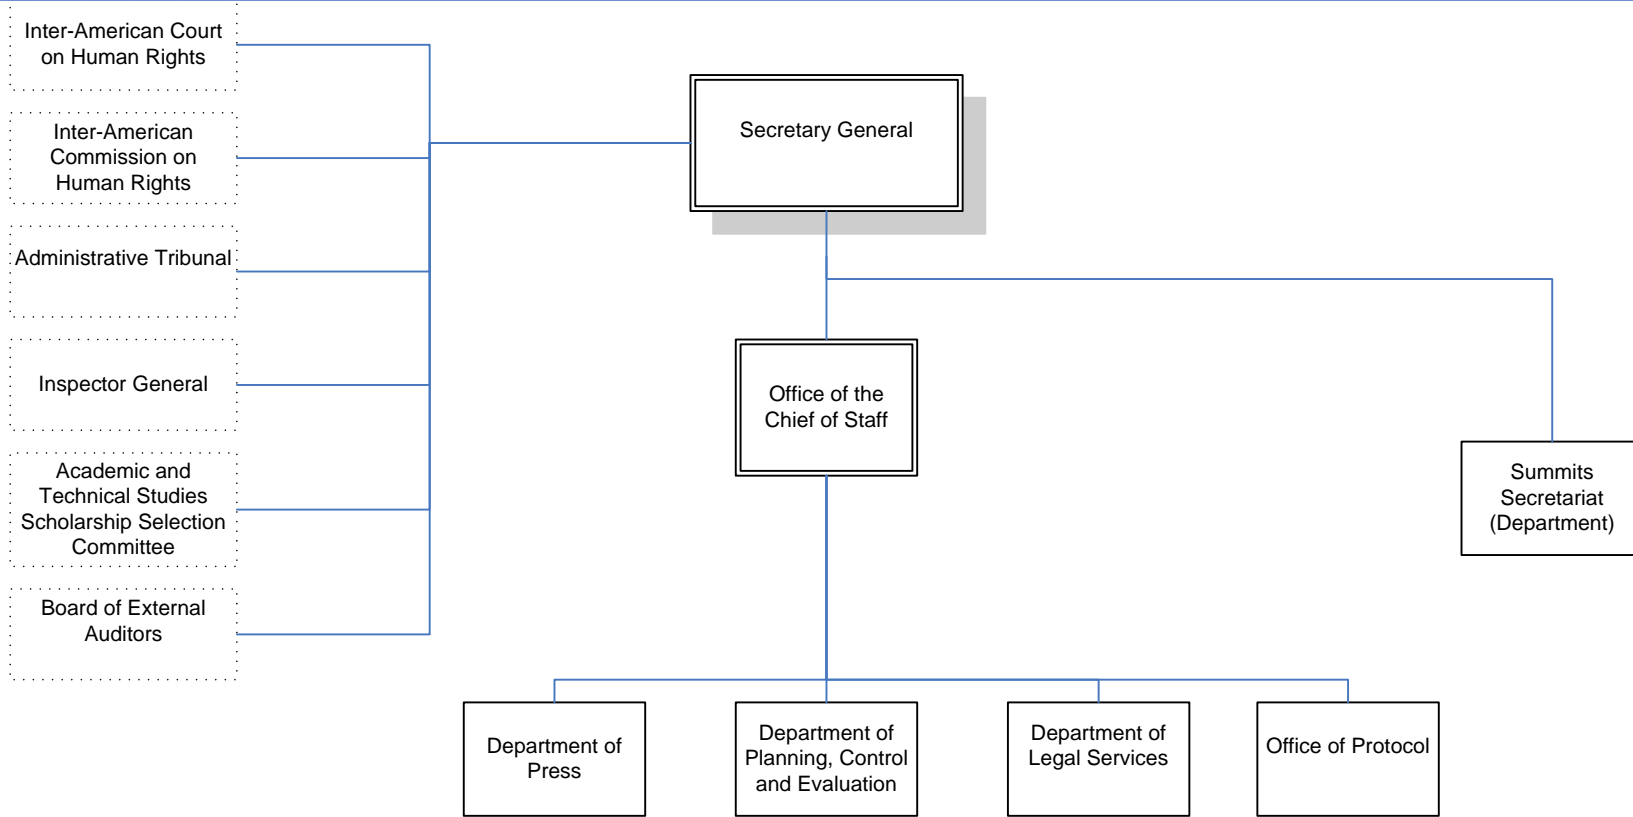 Inter-American Court
on Human Rights
Inter-American
Commission on
Human Rights
Administrative Tribunal
Inspector General
Academic and
Technical Studies
Scholarship Selection
Committee
Board of External
Auditors
Secretary General
Office of the
Chief of Staff
Summits
Secretariat
(Department)
Department of
Press
Department of
Planning, Control
and Evaluation
Department of
Legal Services
Office of Protocol